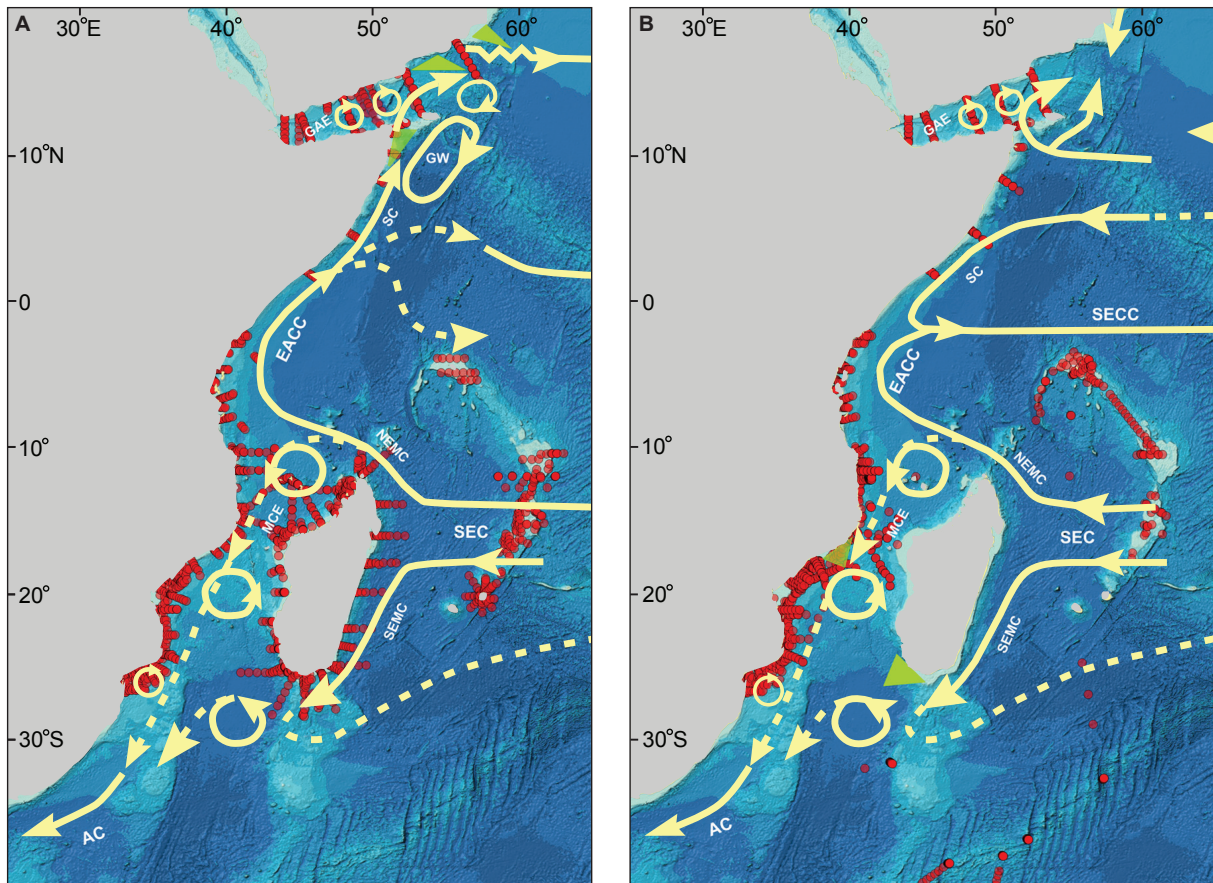 A
30°E
40°
50°
60°
GAE
10°N
GW
SC
0
EACC
10°
NEMC
MCE
SEC
20°
SEMC
30°S
AC
B
30°E
40°
50°
60°
GAE
10°N
SC
0
SECC
EACC
10°
NEMC
MCE
SEC
20°
SEMC
30°S
AC